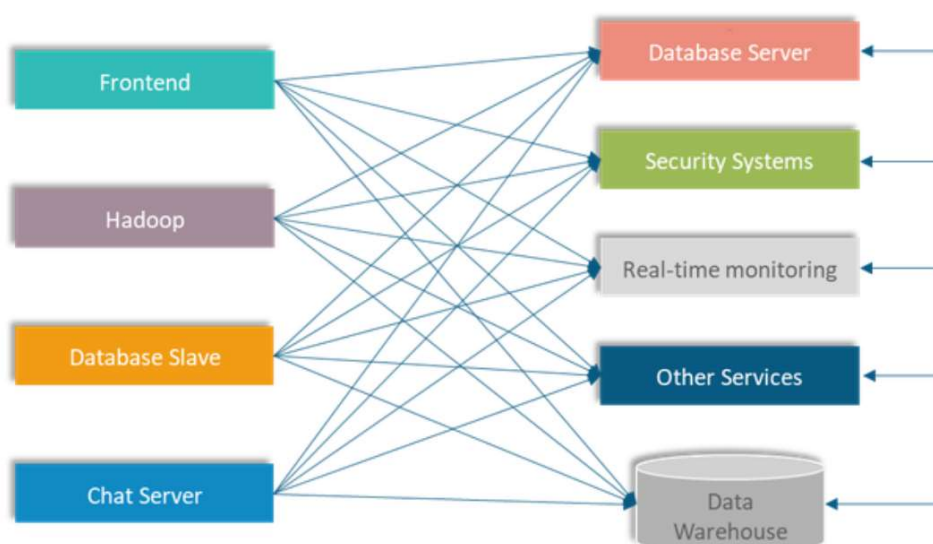 Frontend
Database Server
Hadoop
Security Systems
Real-time monitoring
Database Slave
Other Services
Chat Server
Data
Warehouse